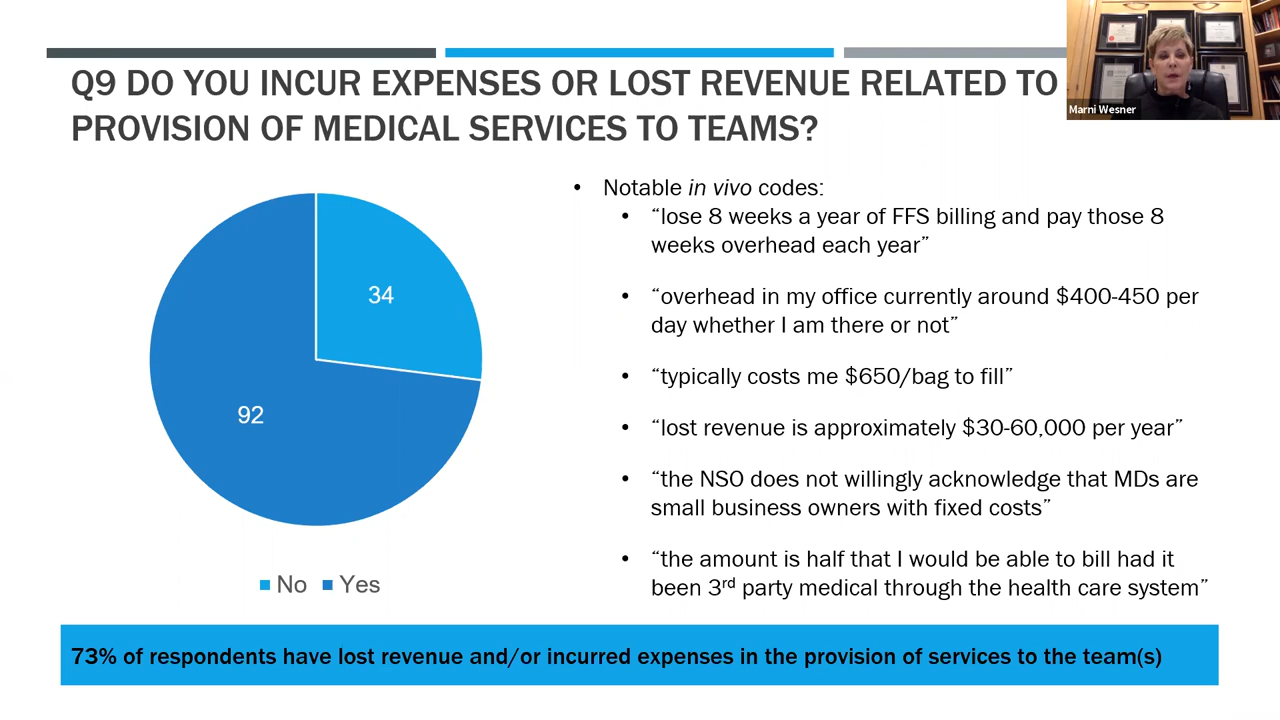 Q9 DO YOU INCUR EXPENSES OR LOST REVENUE RELATED TO
PROVISION OF MEDICAL SERVICES TO TEAMS?
Marni Wesner
34
92
No Yes
• Notable in vivo codes:
• “lose 8 weeks a year of FFS billing and pay those 8
weeks overhead each year”
• “overhead in my office currently around $400-450 per
day whether I am there or not”
• “typically costs me $650/bag to fill”
• “lost revenue is approximately $30-60,000 per year”
• “the NSO does not willingly acknowledge that MDs are
small business owners with fixed costs”
• “the amount is half that I would be able to bill had it
been 3rd party medical through the health care system”
73% of respondents have lost revenue and/or incurred expenses in the provision of services to the team(s)